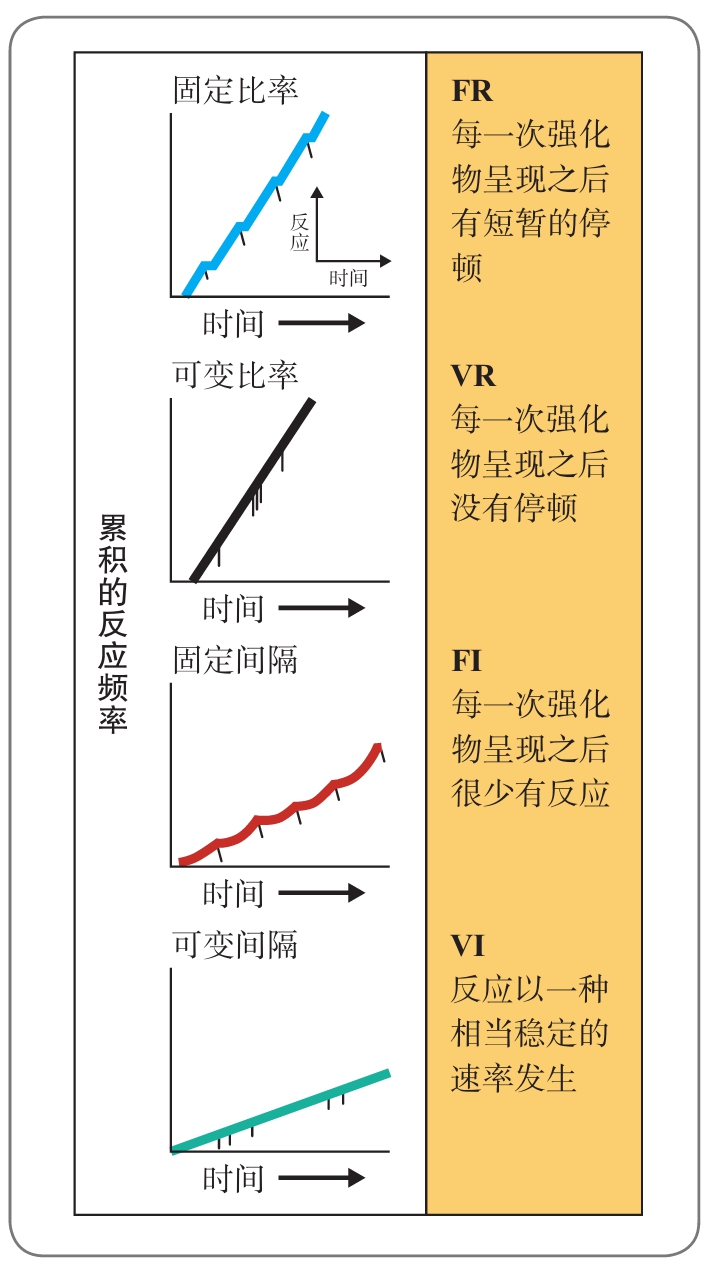 累积的反应频率
固定比率
反应
时间
时间
FR
每一次强化
物呈现之后
有短暂的停
顿
可变比率
时间
VR
每一次强化
物呈现之后
没有停顿
固定间隔
时间
FI
每一次强化
物呈现之后
很少有反应
可变间隔
时间
VI
反应以一种
相当稳定的
速率发生